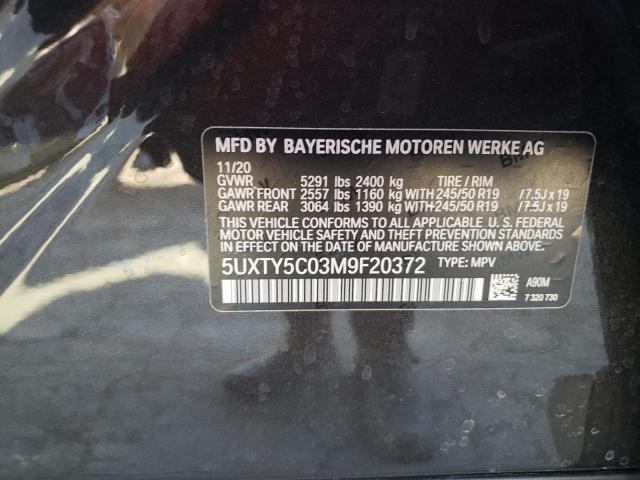 MFD BY BAYERISCHE MOTOREN WERKE AG
11/20
GVWR 5291 lbs 2400 kg TIRE / RIM
GAWR FRONT 2557 lbs 1160 kg WITH 245/50 R19 /7.5J x 19
GAWR REAR 3064 lbs 1390 kg WITH 245/50 R19 /7.5J x 19
THIS VEHICLE CONFORMS TO ALL APPLICABLE U. S. FEDERAL
MOTOR VEHICLE SAFETY, BUMPER, AND THEFT PREVENTION STANDARDS
IN EFFECT ON THE DATE OF MANUFACTURE SHOWN ABOVE.
5UXTY5C03M9F20372 TYPE: MPV
A90M
7 320 730